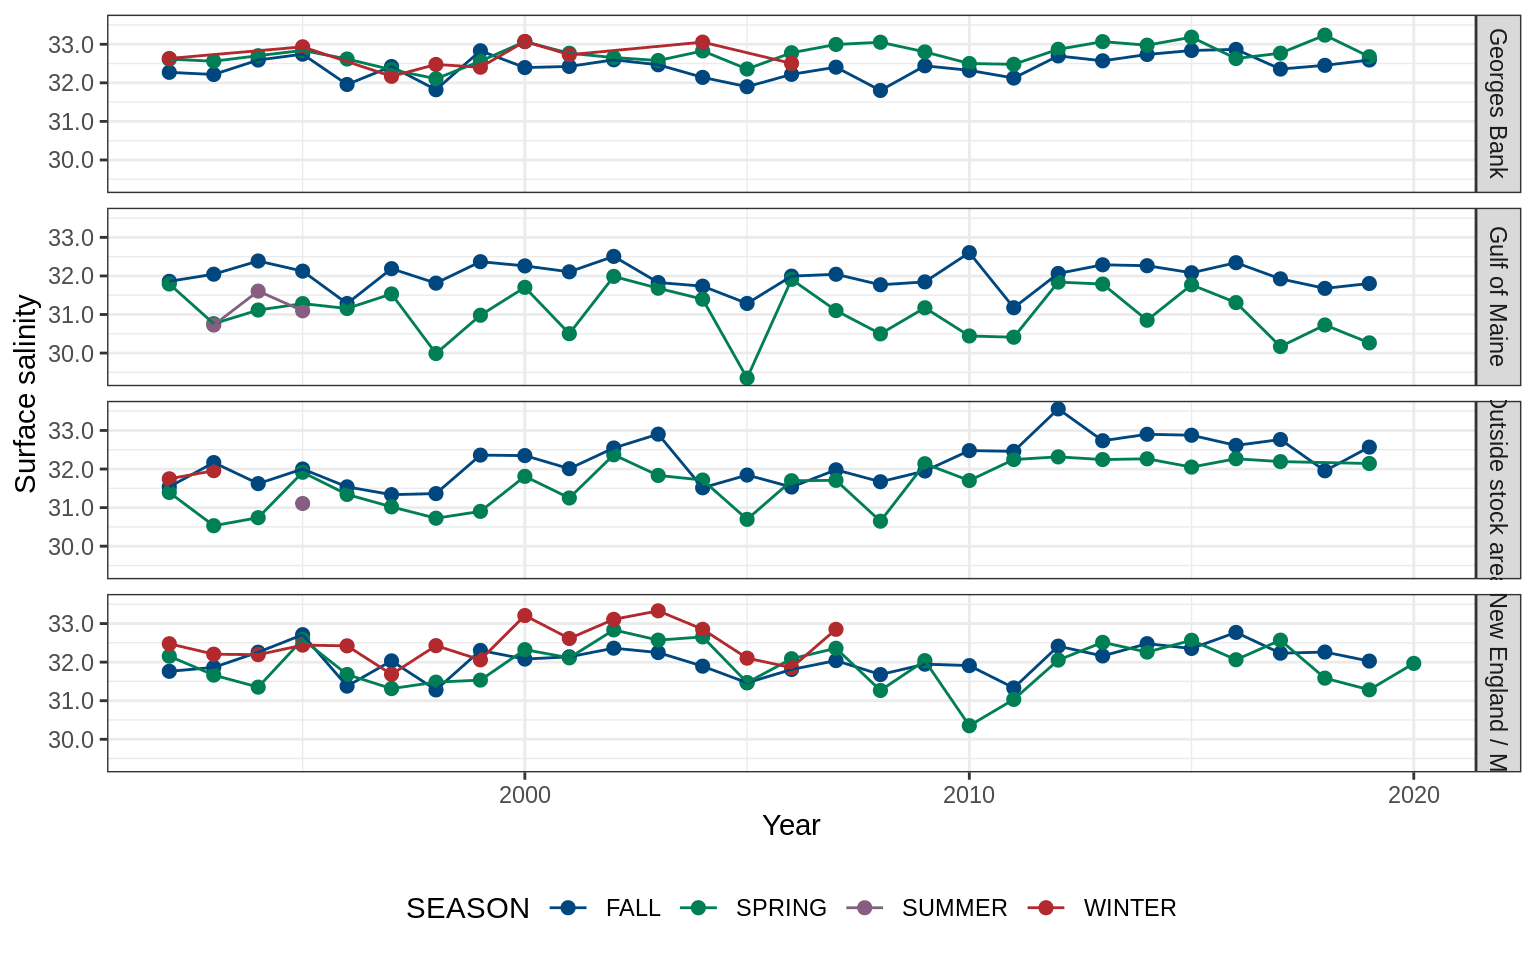 33.0
32.0
31.0
30.0
Georges Bank
33.0
32.0
31.0
30.0
Gulf of Maine
33.0
32.0
31.0
30.0
Outside stock area
33.0
32.0
31.0
30.0
New England / M
Surface salinity
2000 2010 2020
Year
SEASON FALL SPRING SUMMER WINTER